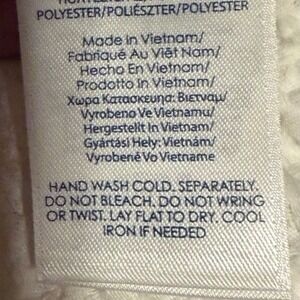 POLYESTER/POLIÉSZTER/POLYESTER
Made in Vietnam/
Fabriqué Au Việt Nam/
Hecho En Vietnam/
Prodotto in Vietnam/
Χωρα Κατασκευησ: Βιετναμ/
Vyrobeno Ve Vietnamu/
Hergestellt in Vietnam/
Gyártási Hely: Vietnám/
Vyrobené Vo Vietname
HAND WASH COLD, SEPARATELY.
DO NOT BLEACH. DO NOT WRING
OR TWIST. LAY FLAT TO DRY. COOL
IRON IF NEEDED